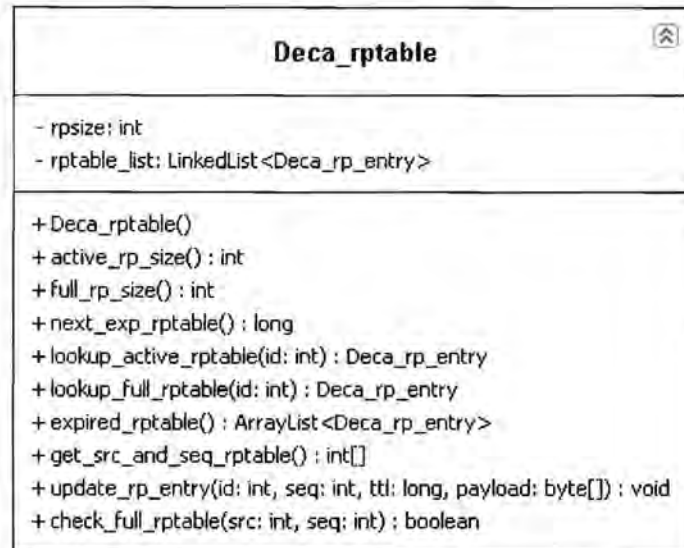 Deca_rptable
- rpsize: int
- rptable_list: LinkedList<Deca_rp_entry>
+ Deca_rptable()
+ active_rp_size() : int
+ full_rp_size() : int
+ next_exp_rptable() : long
+ lookup_active_rptable(id: int) : Deca_rp_entry
+ lookup_full_rptable(id: int) : Deca_rp_entry
+ expired_rptable() : ArrayList<Deca_rp_entry>
+ get_src_and_seq_rptable() : int[]
+ update_rp_entry(id: int, seq: int, ttl: long, payload: byte[]) : void
+ check_full_rptable(src: int, seq: int) : boolean